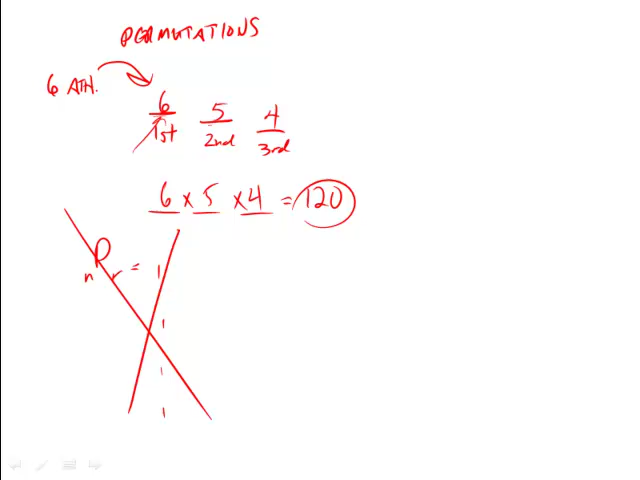 PERMUTATIONS
6 ATH.
6 5 4
1st 2nd 3rd
6 × 5 × 4 = 120
nPr =